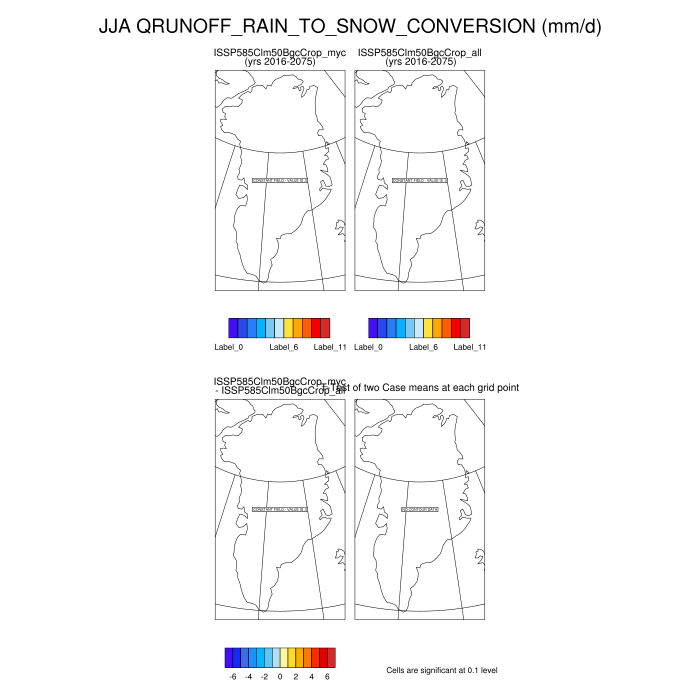 JJA QRUNOFF_RAIN_TO_SNOW_CONVERSION (mm/d)
ISSP585Clm50BgcCrop_myc
(yrs 2016-2075)
ISSP585Clm50BgcCrop_all
(yrs 2016-2075)
CONSTANT FIELD - VALUE IS 0
CONSTANT FIELD - VALUE IS 0
Label_0 Label_6 Label_11
Label_0 Label_6 Label_11
ISSP585Clm50BgcCrop_myc
- ISSP585Clm50BgcCrop_all
T-Test of two Case means at each grid point
CONSTANT FIELD - VALUE IS 0
NO CONTOUR DATA
-6 -4 -2 0 2 4 6
Cells are significant at 0.1 level